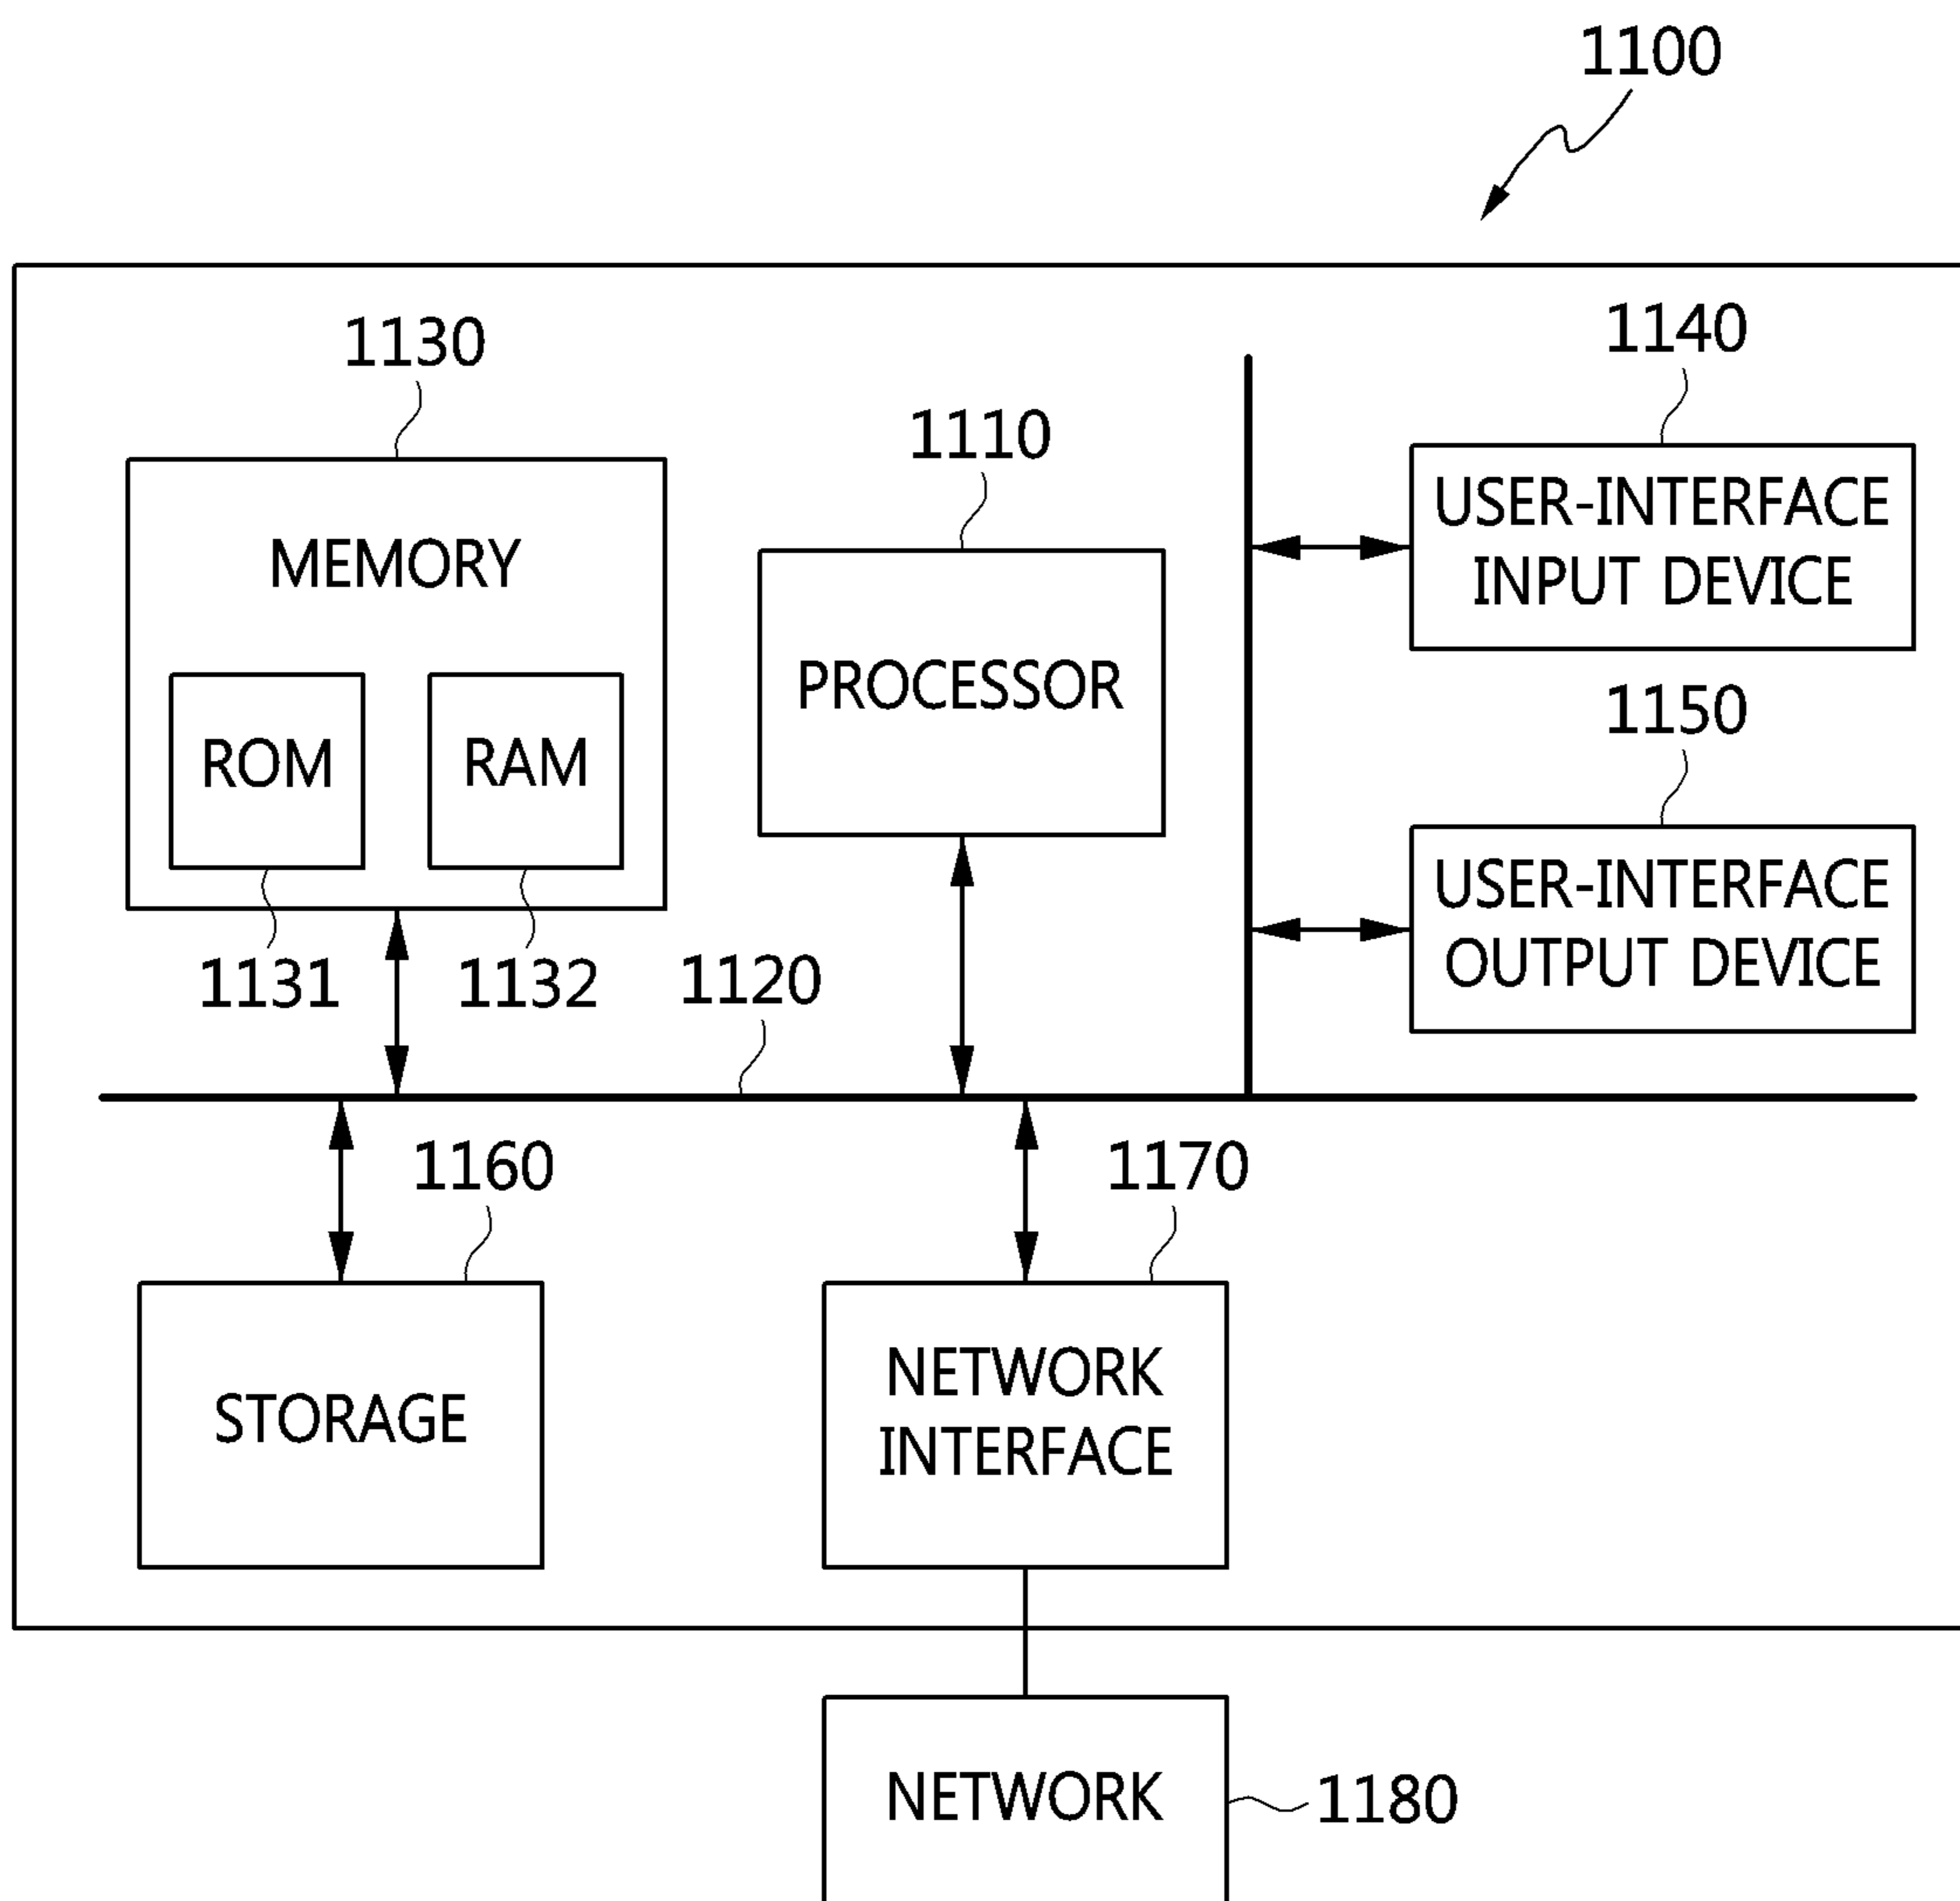 1100
1130
1140
1110
USER-INTERFACE
INPUT DEVICE
MEMORY
PROCESSOR
1150
ROM
RAM
USER-INTERFACE
OUTPUT DEVICE
1131
1132
1120
1160
1170
STORAGE
NETWORK
INTERFACE
NETWORK
1180